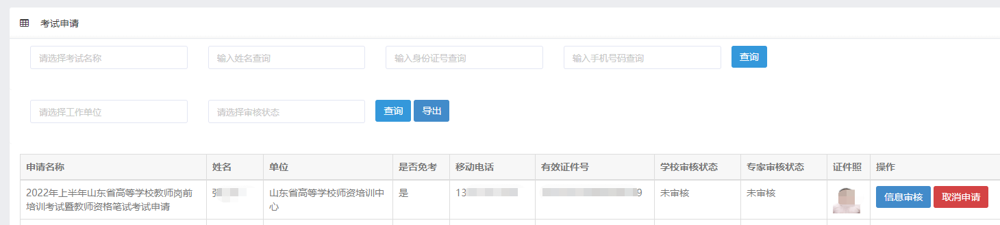 考试申请
请选择考试名称 输入姓名查询 输入身份证号查询 输入手机号码查询 查询
请选择工作单位 请选择审核状态 查询 导出
申请名称 姓名 单位 是否免考 移动电话 有效证件号 学校审核状态 专家审核状态 证件照 操作
2022年上半年山东省高等学校教师岗前 山东省高等学校师资培训中 是 13 9 未审核 未审核 信息审核 取消申请
培训考试暨教师资格笔试考试申请 心